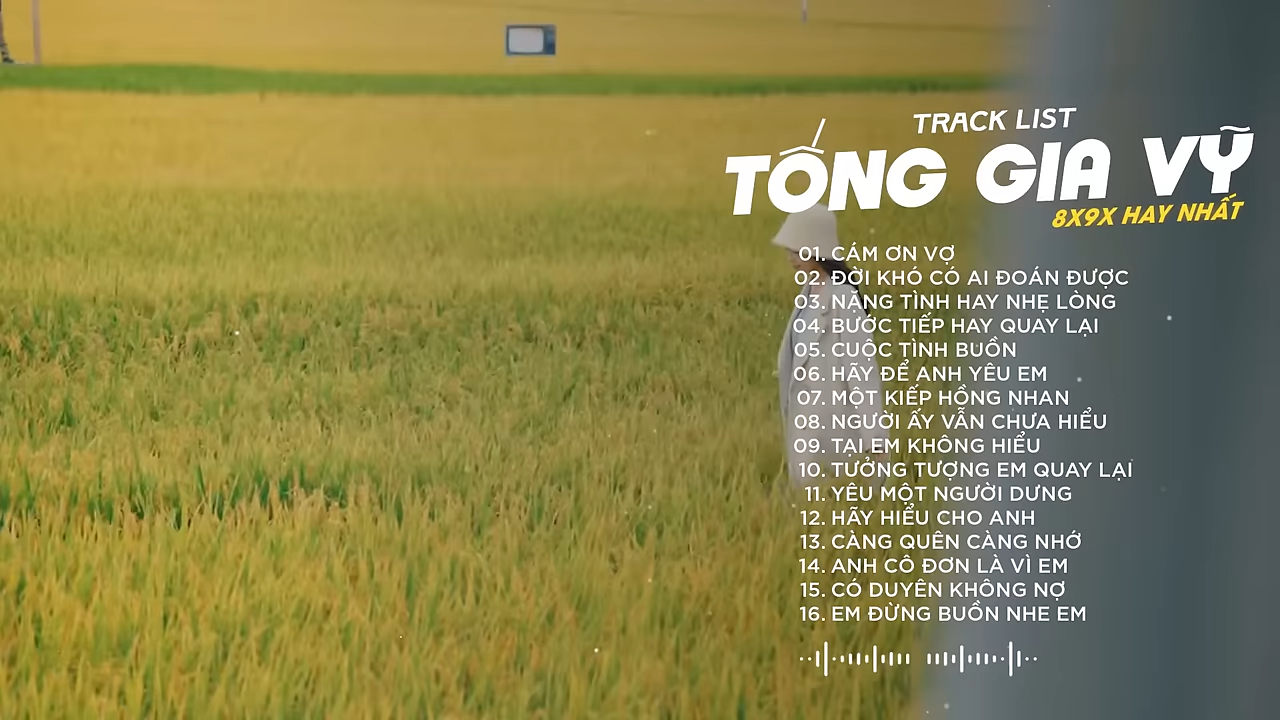 TRACK LIST
TỐNG GIA VỸ
8X9X HAY NHẤT
01. CÁM ƠN VỢ
02. ĐỜI KHÓ CÓ AI ĐOÁN ĐƯỢC
03. NẶNG TÌNH HAY NHẸ LÒNG
04. BƯỚC TIẾP HAY QUAY LẠI
05. CUỘC TÌNH BUỒN
06. HÃY ĐỂ ANH YÊU EM
07. MỘT KIẾP HỒNG NHAN
08. NGƯỜI ẤY VẪN CHƯA HIỂU
09. TẠI EM KHÔNG HIỂU
10. TƯỞNG TƯỢNG EM QUAY LẠI
11. YÊU MỘT NGƯỜI DƯNG
12. HÃY HIỂU CHO ANH
13. CÀNG QUÊN CÀNG NHỚ
14. ANH CÔ ĐƠN LÀ VÌ EM
15. CÓ DUYÊN KHÔNG NỢ
16. EM ĐỪNG BUỒN NHE EM